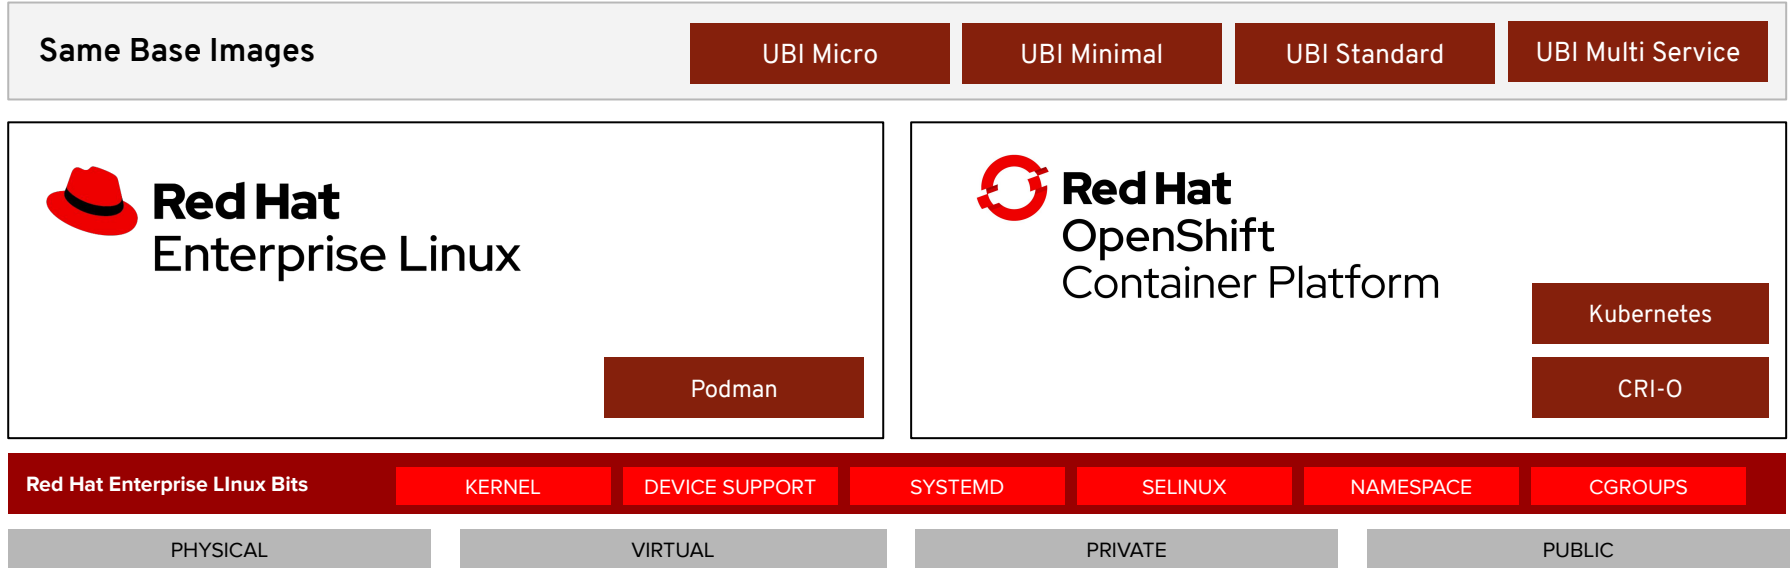 Same Base Images
UBI Micro
UBI Minimal
UBI Standard
UBI Multi Service
Red Hat
Enterprise Linux
Podman
Red Hat
OpenShift
Container Platform
Kubernetes
CRI-O
Red Hat Enterprise LInux Bits
KERNEL
DEVICE SUPPORT
SYSTEMD
SELINUX
NAMESPACE
CGROUPS
PHYSICAL
VIRTUAL
PRIVATE
PUBLIC